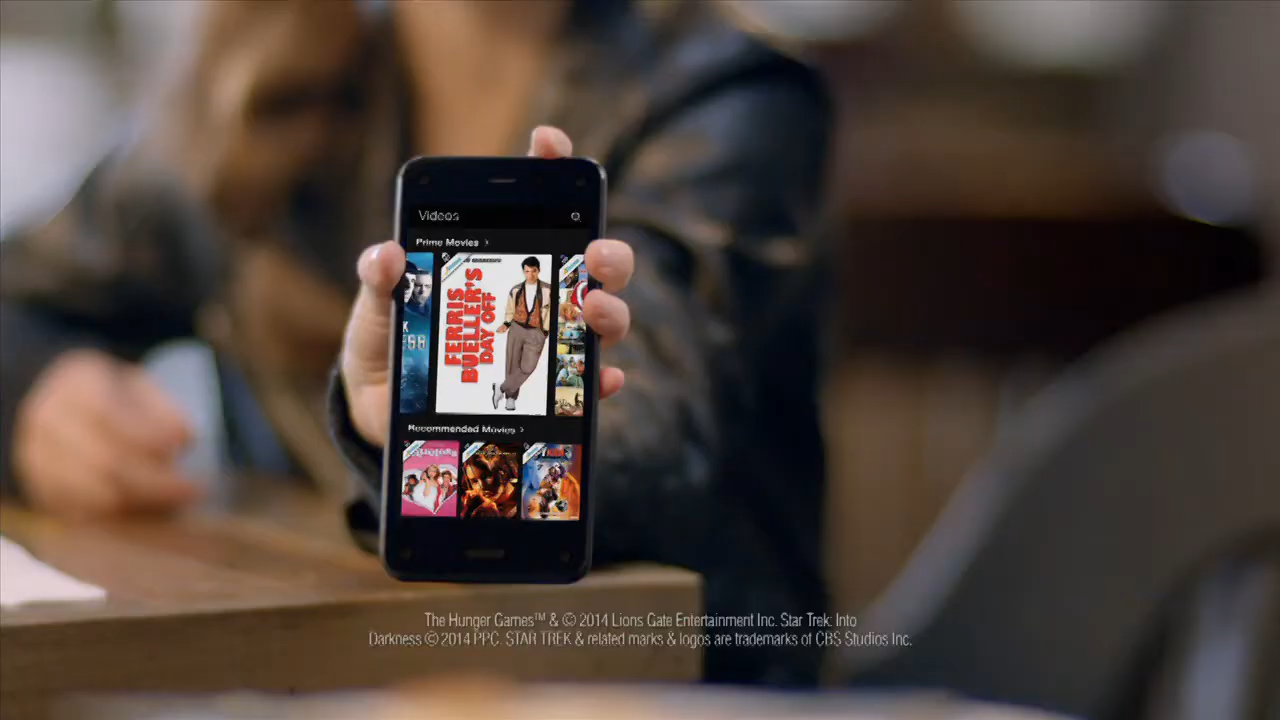 Videos
Prime Movies >
FERRIS
BUELLER'S
DAY OFF
Recommended Movies >
The Hunger Games™ & © 2014 Lions Gate Entertainment Inc. Star Trek: Into
Darkness © 2014 PPC. STAR TREK & related marks & logos are trademarks of CBS Studios Inc.